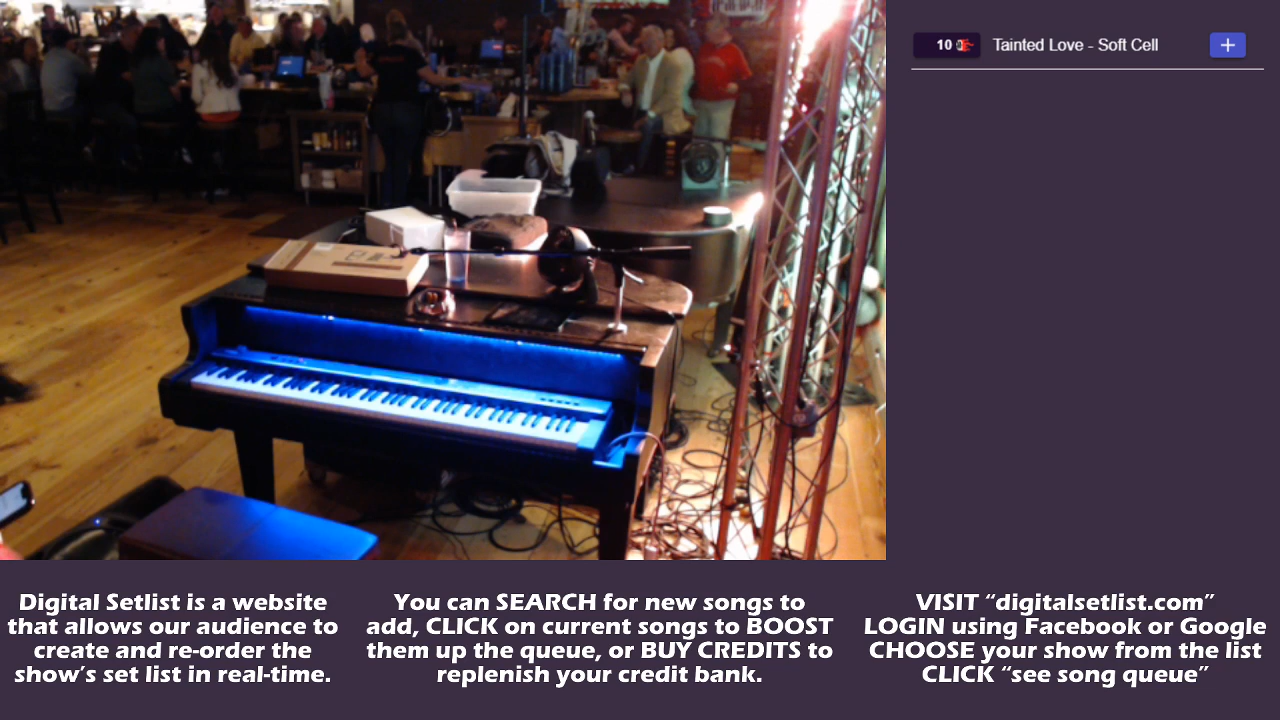 10 Tainted Love - Soft Cell +
Digital Setlist is a website
that allows our audience to
create and re-order the
show's set list in real-time.
You can SEARCH for new songs to
add, CLICK on current songs to BOOST
them up the queue, or BUY CREDITS to
replenish your credit bank.
VISIT “digitalsetlist.com”
LOGIN using Facebook or Google
CHOOSE your show from the list
CLICK “see song queue”